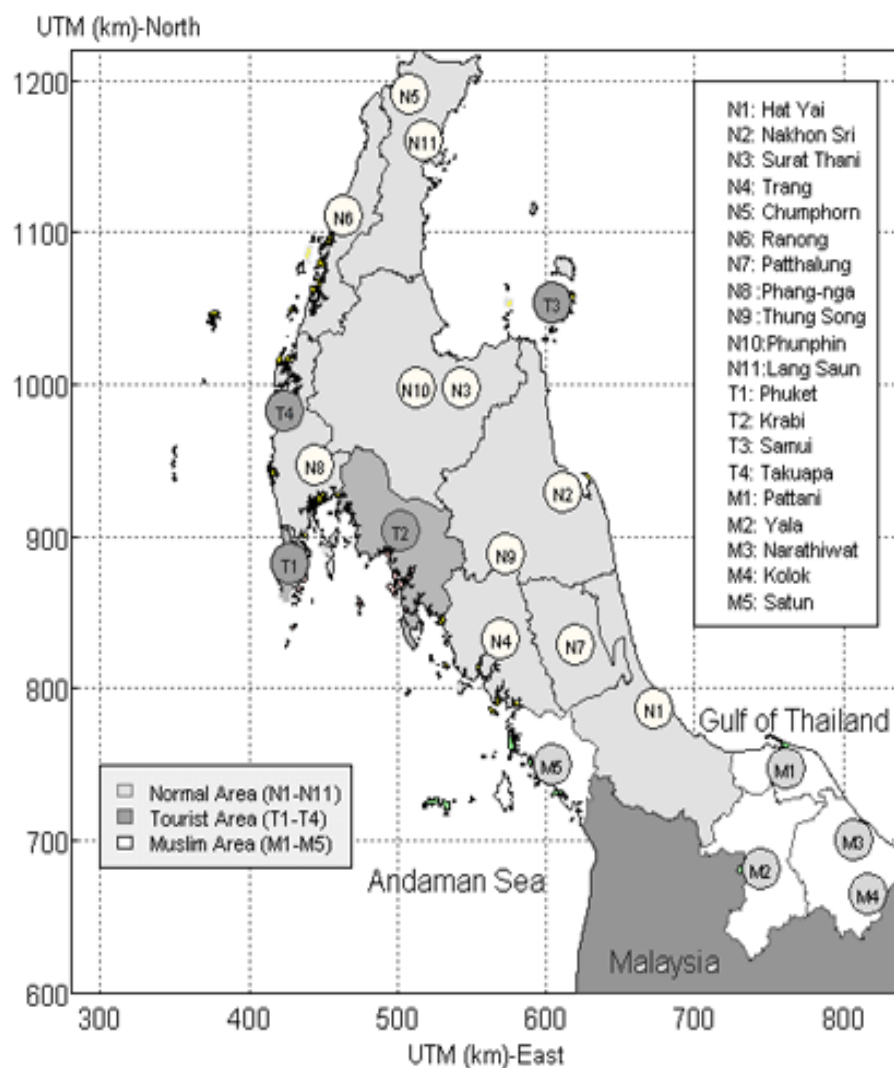 UTM (km)-North
1200
1100
1000
900
800
700
600
300
400
500
600
700
800
UTM (km)-East
N5
N11
N6
T3
N10
N3
T4
N8
N2
T2
N9
T1
N4
N7
N1
M5
M1
M3
M2
M4
N1: Hat Yai
N2: Nakhon Sri
N3: Surat Thani
N4: Trang
N5: Chumphorn
N6: Ranong
N7: Patthalung
N8 :Phang-nga
N9 :Thung Song
N10:Phunphin
N11:Lang Saun
T1: Phuket
T2: Krabi
T3: Samui
T4: Takuapa
M1: Pattani
M2: Yala
M3: Narathiwat
M4: Kolok
M5: Satun
Gulf of Thailand
Normal Area (N1-N11)
Tourist Area (T1-T4)
Muslim Area (M1-M5)
Andaman Sea
Malaysia